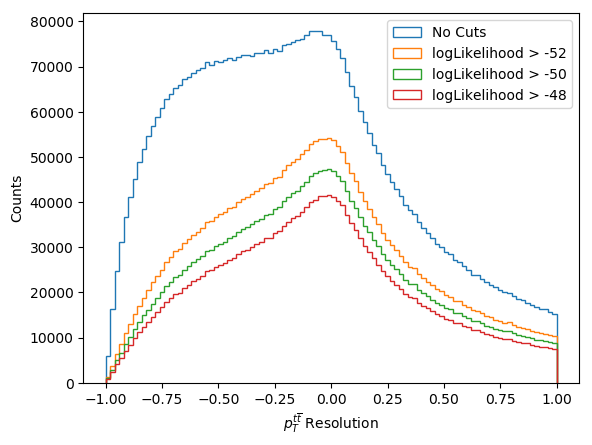 80000
70000
60000
50000
40000
30000
20000
10000
0
Counts
No Cuts
logLikelihood > -52
logLikelihood > -50
logLikelihood > -48
−1.00 −0.75 −0.50 −0.25 0.00 0.25 0.50 0.75 1.00
$p_T^{t\overline{t}}$ Resolution